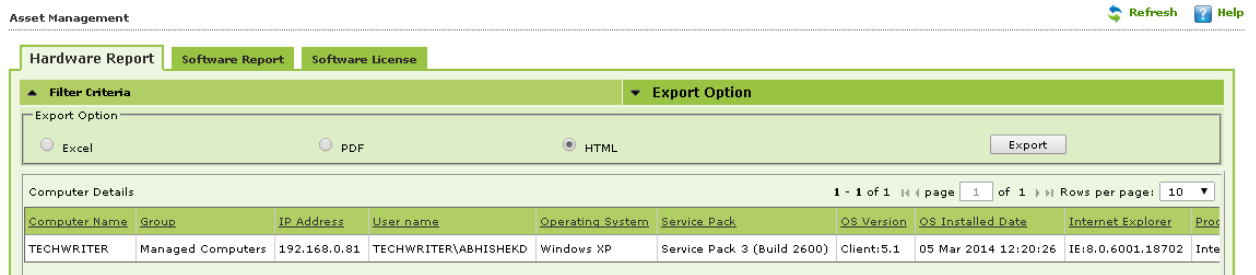 Asset Management Refresh Help
Hardware Report Software Report Software License
Filter Criteria Export Option
Export Option
Excel PDF HTML Export
Computer Details 1 - 1 of 1 page 1 of 1 Rows per page: 10
Computer Name Group IP Address User name Operating System Service Pack OS Version OS Installed Date Internet Explorer Proc
TECHWRITER Managed Computers 192.168.0.81 TECHWRITER\ABHISHEKD Windows XP Service Pack 3 (Build 2600) Client:5.1 05 Mar 2014 12:20:26 IE:8.0.6001.18702 Inte